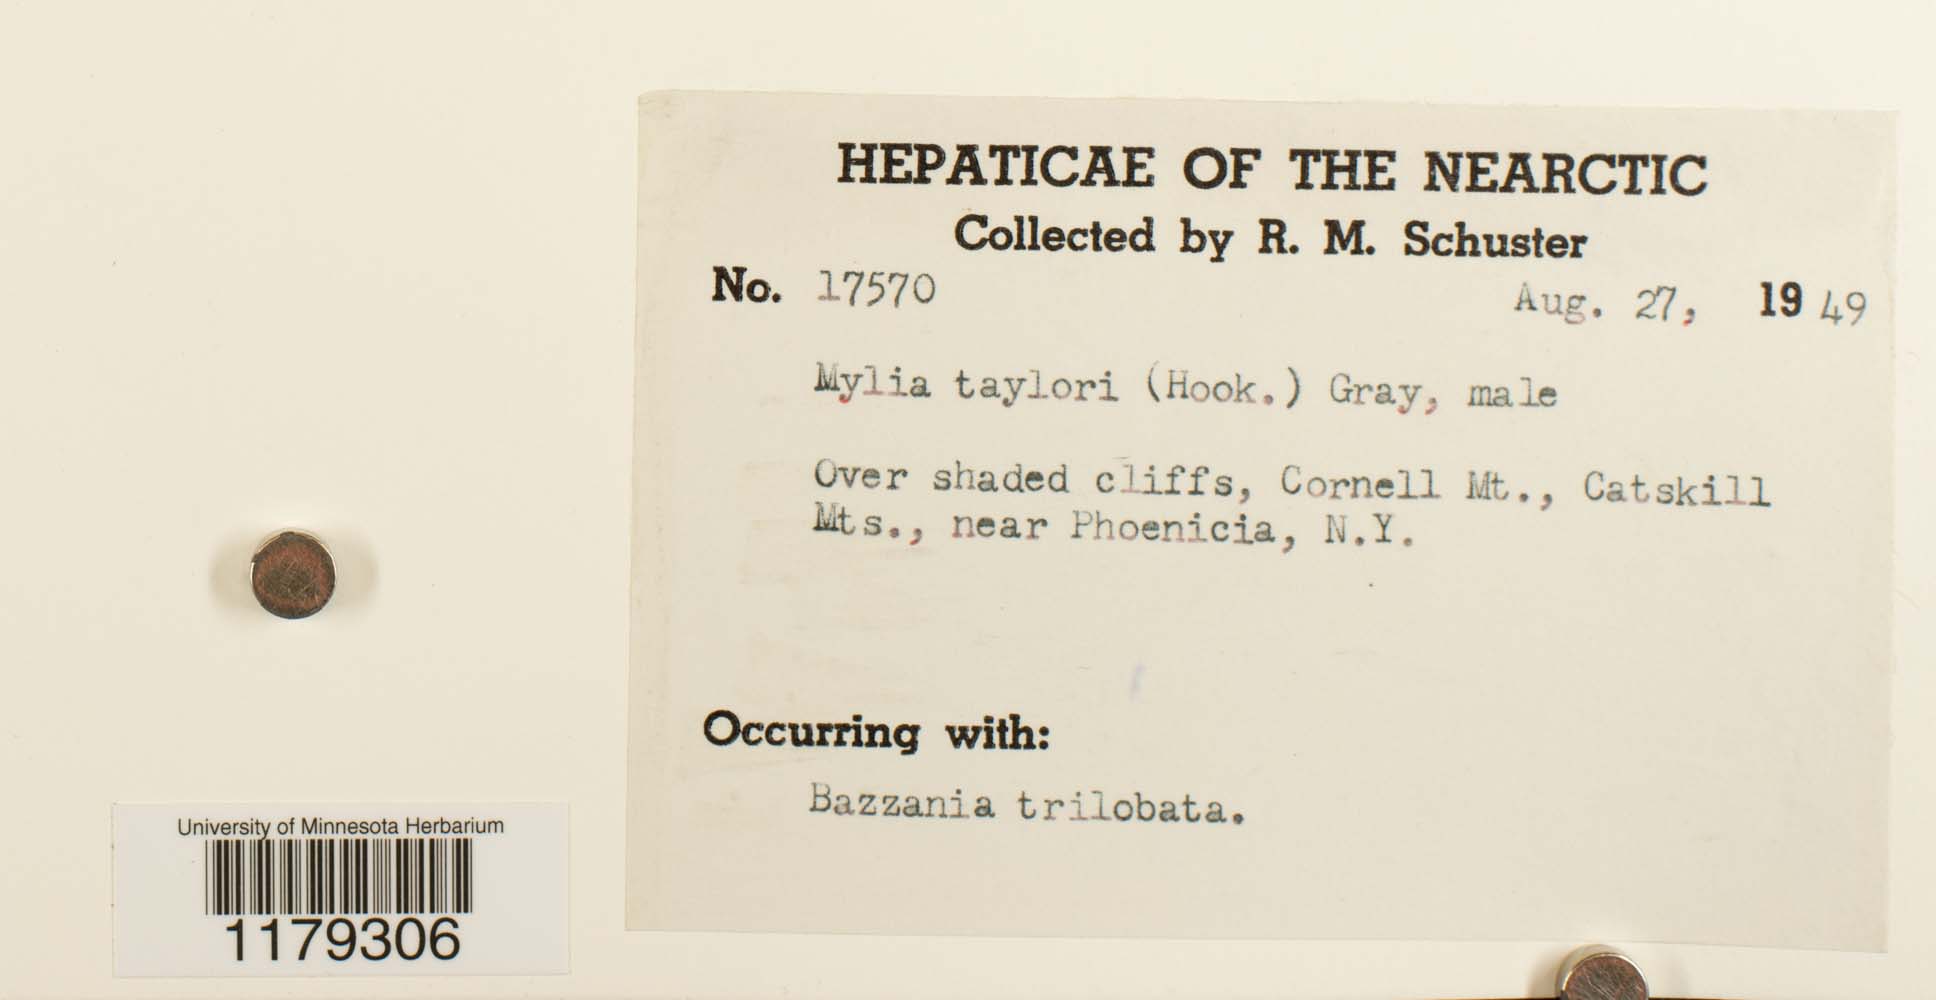 HEPATICAE OF THE NEARCTIC
Collected by R. M. Schuster
No. 17570 Aug. 27, 1949
Mylia taylori (Hook.) Gray, male
Over shaded cliffs, Cornell Mt., Catskill
Mts., near Phoenicia, N.Y.
Occurring with:
Bazzania trilobata.
University of Minnesota Herbarium
1179306